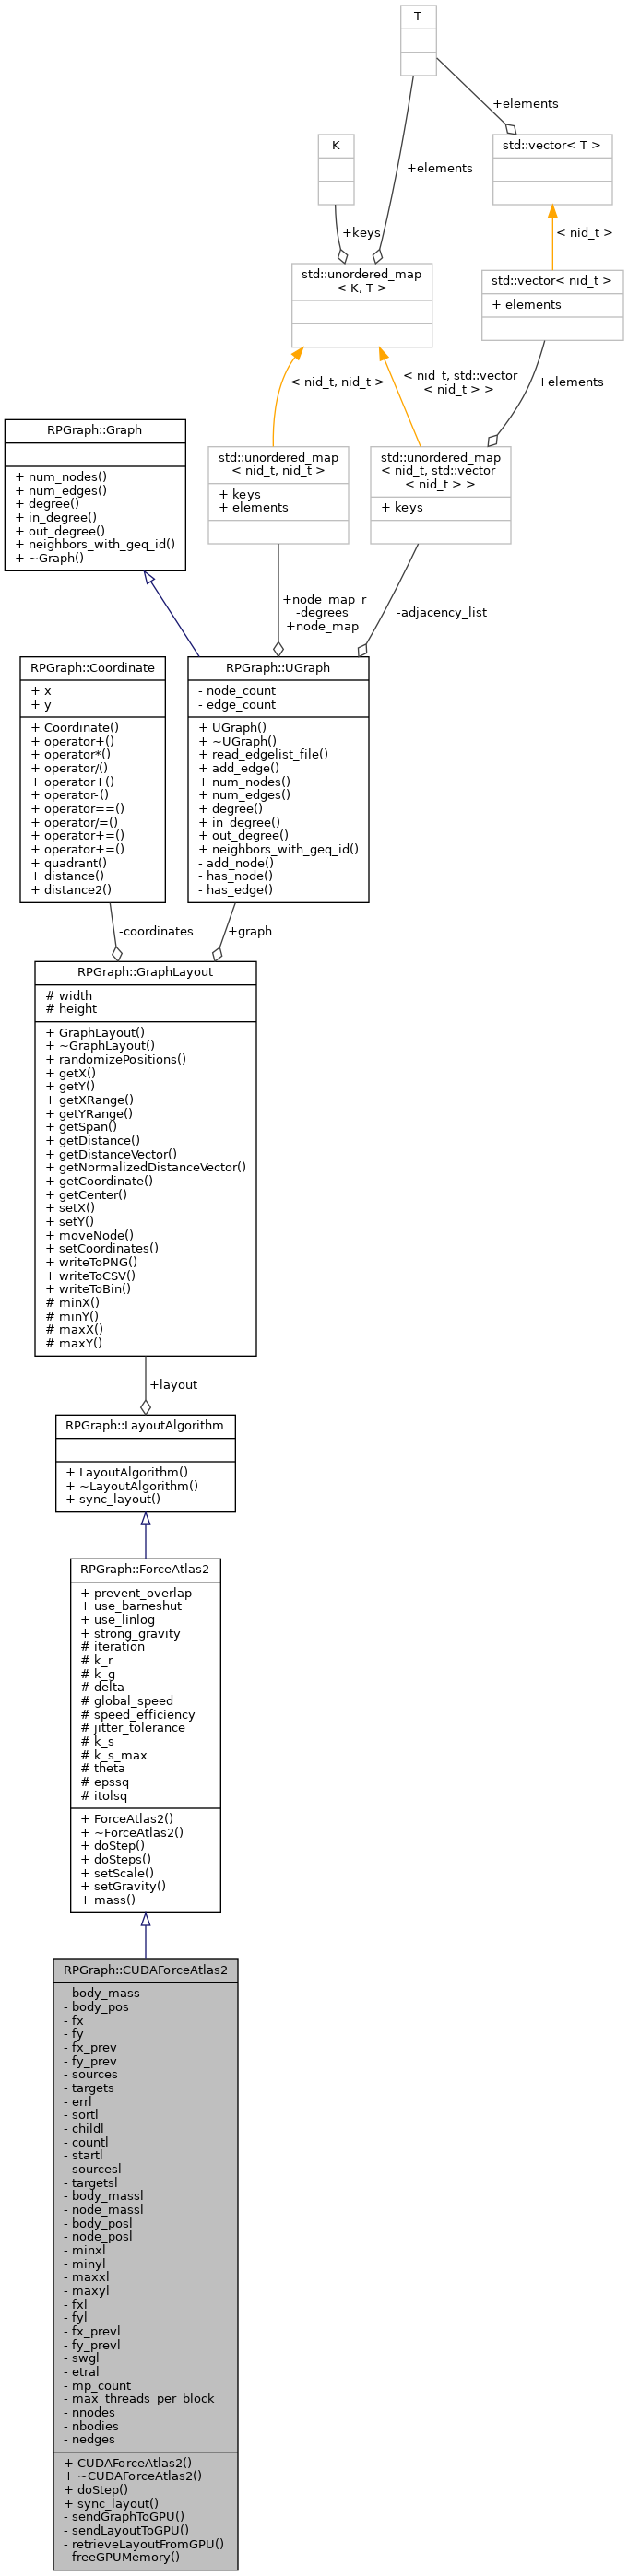 T
+elements
K
std::vector< T >
+elements
+keys
< nid_t >
std::unordered_map
< K, T >
std::vector< nid_t >
+ elements
< nid_t, nid_t >
< nid_t, std::vector
< nid_t > >
+elements
RPGraph::Graph
+ num_nodes()
+ num_edges()
+ degree()
+ in_degree()
+ out_degree()
+ neighbors_with_geq_id()
+ ~Graph()
std::unordered_map
< nid_t, nid_t >
+ keys
+ elements
std::unordered_map
< nid_t, std::vector
< nid_t > >
+ keys
+node_map_r
-degrees
+node_map
-adjacency_list
RPGraph::Coordinate
+ x
+ y
+ Coordinate()
+ operator+()
+ operator*()
+ operator/()
+ operator+()
+ operator-()
+ operator==()
+ operator/=()
+ operator+=()
+ operator+=()
+ quadrant()
+ distance()
+ distance2()
RPGraph::UGraph
- node_count
- edge_count
+ UGraph()
+ ~UGraph()
+ read_edgelist_file()
+ add_edge()
+ num_nodes()
+ num_edges()
+ degree()
+ in_degree()
+ out_degree()
+ neighbors_with_geq_id()
- add_node()
- has_node()
- has_edge()
-coordinates
+graph
RPGraph::GraphLayout
# width
# height
+ GraphLayout()
+ ~GraphLayout()
+ randomizePositions()
+ getX()
+ getY()
+ getXRange()
+ getYRange()
+ getSpan()
+ getDistance()
+ getDistanceVector()
+ getNormalizedDistanceVector()
+ getCoordinate()
+ getCenter()
+ setX()
+ setY()
+ moveNode()
+ setCoordinates()
+ writeToPNG()
+ writeToCSV()
+ writeToBin()
# minX()
# minY()
# maxX()
# maxY()
+layout
RPGraph::LayoutAlgorithm
+ LayoutAlgorithm()
+ ~LayoutAlgorithm()
+ sync_layout()
RPGraph::ForceAtlas2
+ prevent_overlap
+ use_barneshut
+ use_linlog
+ strong_gravity
# iteration
# k_r
# k_g
# delta
# global_speed
# speed_efficiency
# jitter_tolerance
# k_s
# k_s_max
# theta
# epssq
# itolsq
+ ForceAtlas2()
+ ~ForceAtlas2()
+ doStep()
+ doSteps()
+ setScale()
+ setGravity()
+ mass()
RPGraph::CUDAForceAtlas2
- body_mass
- body_pos
- fx
- fy
- fx_prev
- fy_prev
- sources
- targets
- errl
- sortl
- childl
- countl
- startl
- sourcesl
- targetsl
- body_massl
- node_massl
- body_posl
- node_posl
- minxl
- minyl
- maxxl
- maxyl
- fxl
- fyl
- fx_prevl
- fy_prevl
- swgl
- etral
- mp_count
- max_threads_per_block
- nnodes
- nbodies
- nedges
+ CUDAForceAtlas2()
+ ~CUDAForceAtlas2()
+ doStep()
+ sync_layout()
- sendGraphToGPU()
- sendLayoutToGPU()
- retrieveLayoutFromGPU()
- freeGPUMemory()